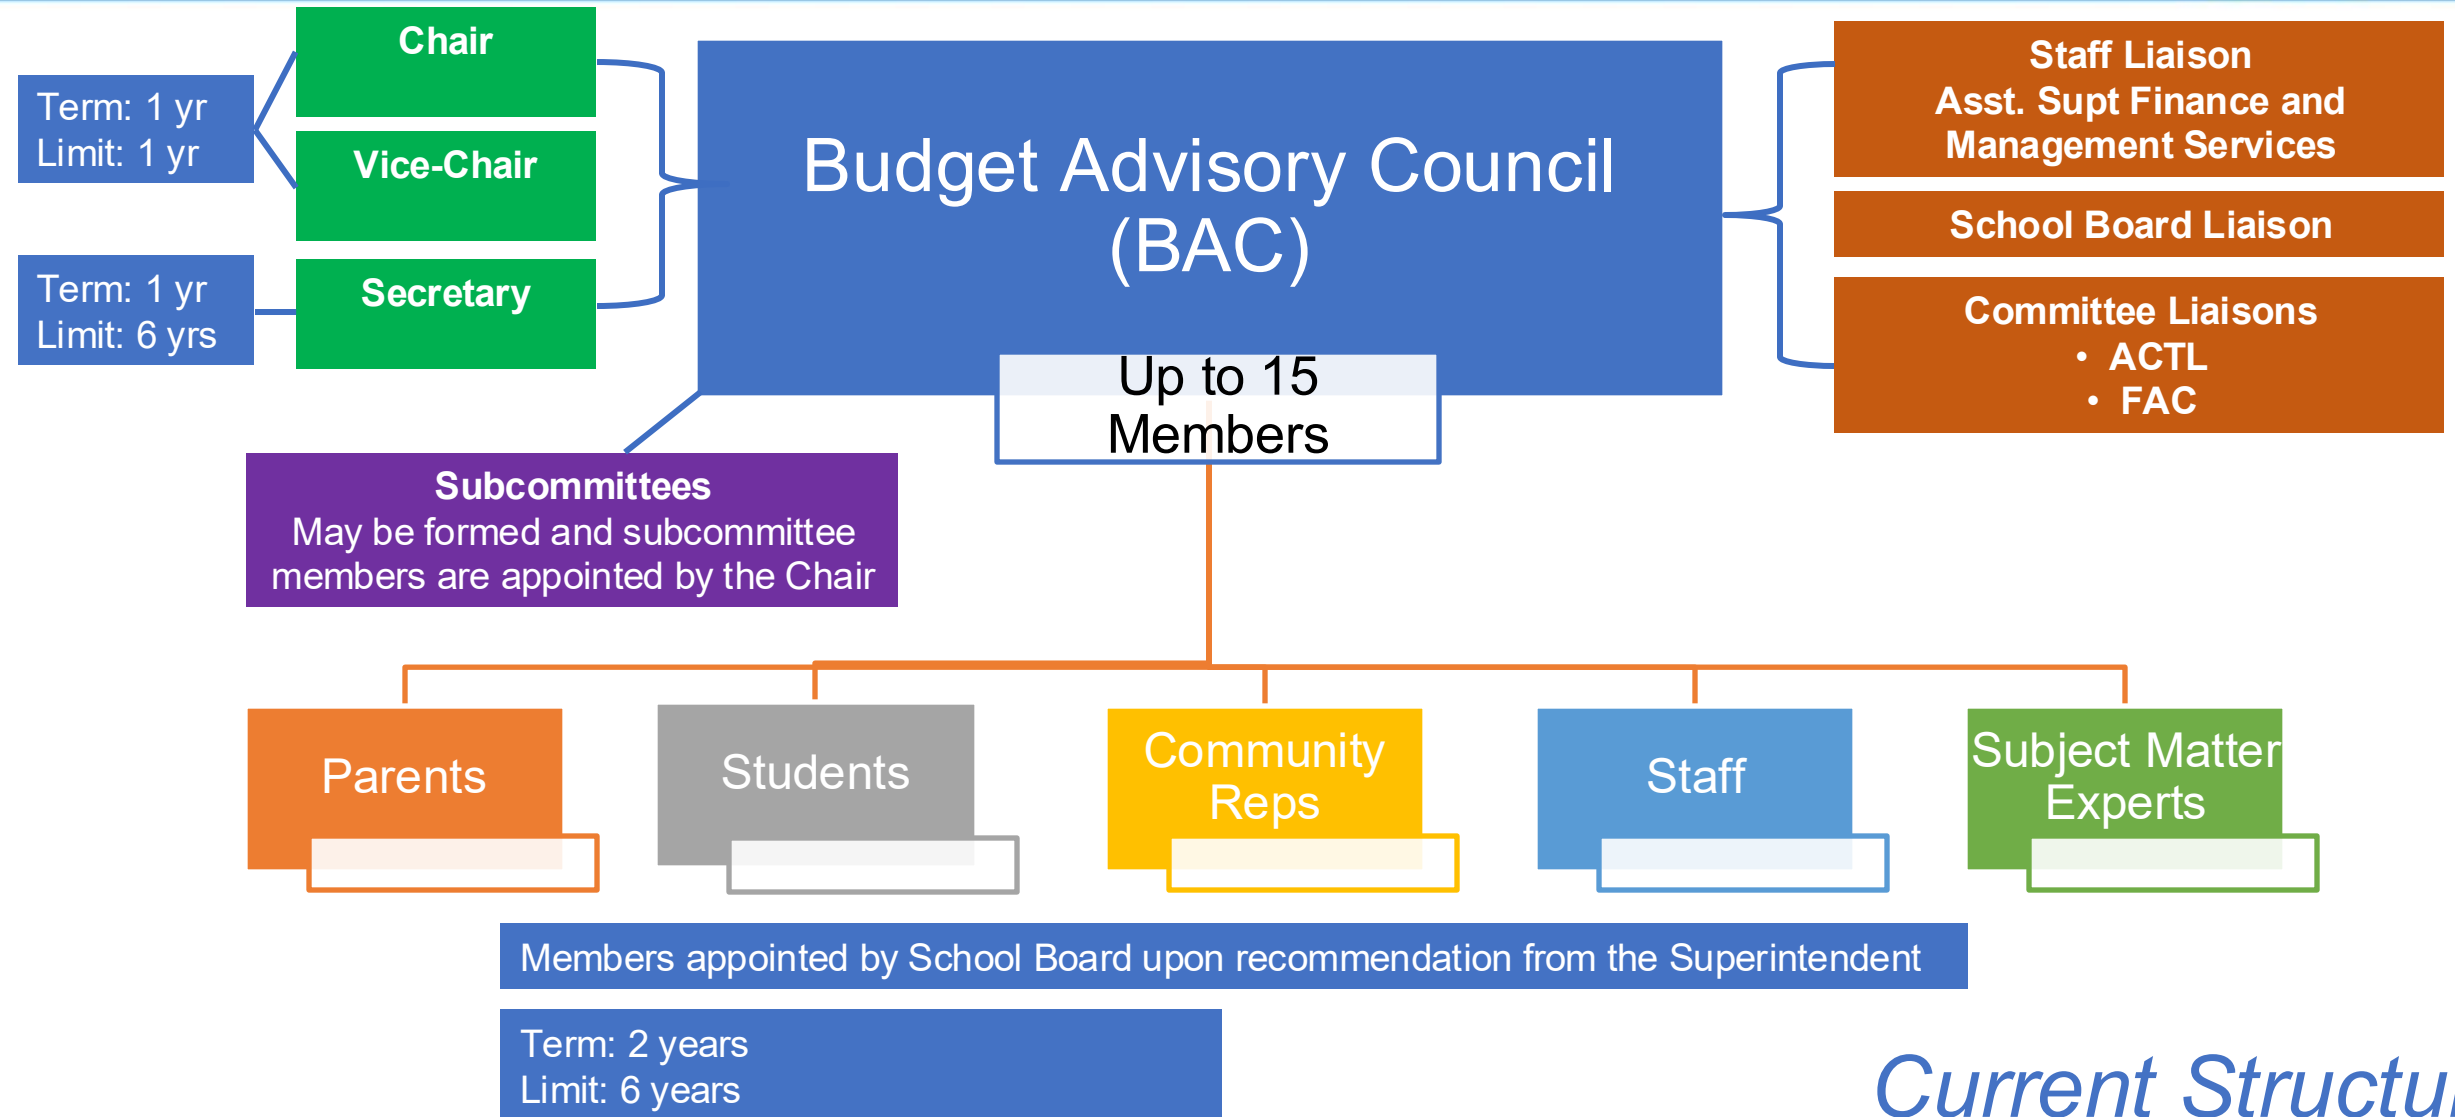 Chair
Term: 1 yr
Limit: 1 yr
Vice-Chair
Term: 1 yr
Limit: 6 yrs
Secretary
Budget Advisory Council
(BAC)
Up to 15
Members
Staff Liaison
Asst. Supt Finance and
Management Services
School Board Liaison
Committee Liaisons
• ACTL
• FAC
Subcommittees
May be formed and subcommittee
members are appointed by the Chair
Parents
Students
Community
Reps
Staff
Subject Matter
Experts
Members appointed by School Board upon recommendation from the Superintendent
Term: 2 years
Limit: 6 years
Current